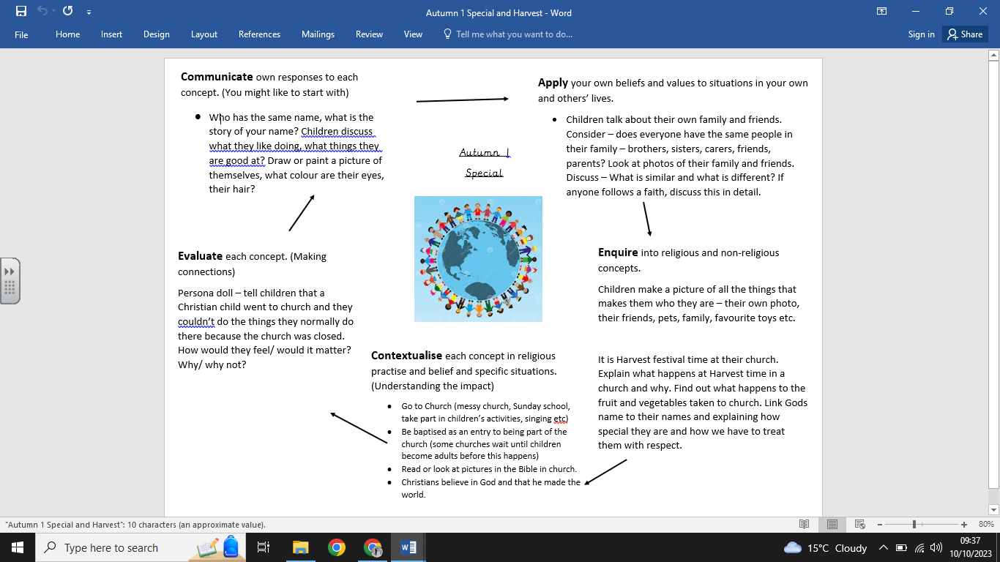 Autumn 1 Special and Harvest - Word
File Home Insert Design Layout References Mailings Review View Tell me what you want to do... Sign in Share
Communicate own responses to each
concept. (You might like to start with)
• Who has the same name, what is the
story of your name? Children discuss
what they like doing, what things they
are good at? Draw or paint a picture of
themselves, what colour are their eyes,
their hair?
Autumn 1
Special
Apply your own beliefs and values to situations in your own
and others’ lives.
• Children talk about their own family and friends.
Consider – does everyone have the same people in
their family – brothers, sisters, carers, friends,
parents? Look at photos of their family and friends.
Discuss – What is similar and what is different? If
anyone follows a faith, discuss this in detail.
Enquire into religious and non-religious
concepts.
Children make a picture of all the things that
makes them who they are – their own photo,
their friends, pets, family, favourite toys etc.
It is Harvest festival time at their church.
Explain what happens at Harvest time in a
church and why. Find out what happens to the
fruit and vegetables taken to church. Link Gods
name to their names and explaining how
special they are and how we have to treat
them with respect.
Contextualise each concept in religious
practise and belief and specific situations.
(Understanding the impact)
• Go to Church (messy church, Sunday school,
take part in children’s activities, singing etc)
• Be baptised as an entry to being part of the
church (some churches wait until children
become adults before this happens)
• Read or look at pictures in the Bible in church.
• Christians believe in God and that he made the
world.
Evaluate each concept. (Making
connections)
Persona doll – tell children that a
Christian child went to church and they
couldn’t do the things they normally do
there because the church was closed.
How would they feel/ would it matter?
Why/ why not?
"Autumn 1 Special and Harvest": 10 characters (an approximate value). 80%
Type here to search 15°C Cloudy 09:37
10/10/2023